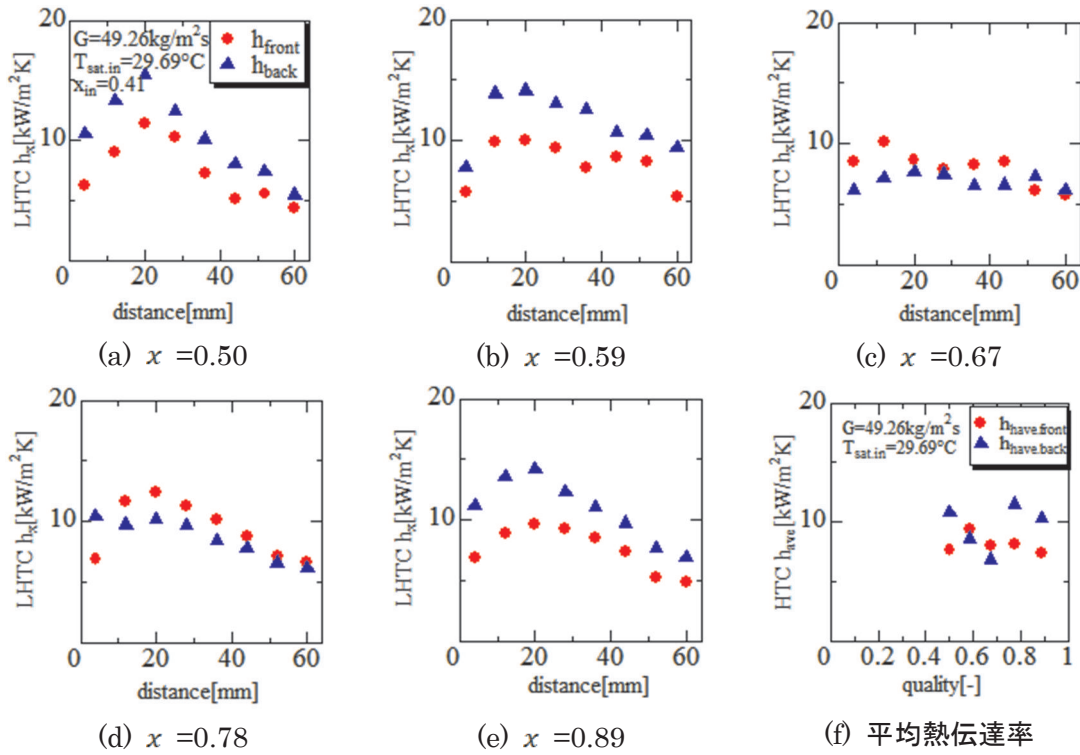 20
G=49.26kg/m²s
T_sat.in=29.69°C
x_in=0.41
h_front
h_back
LHTC h_x[kW/m²K]
10
0
20
40
60
distance[mm]
(a) x =0.50
20
LHTC h_x[kW/m²K]
10
0
20
40
60
distance[mm]
(b) x =0.59
20
LHTC h_x[kW/m²K]
10
0
20
40
60
distance[mm]
(c) x =0.67
20
LHTC h_x[kW/m²K]
10
0
20
40
60
distance[mm]
(d) x =0.78
20
LHTC h_x[kW/m²K]
10
0
20
40
60
distance[mm]
(e) x =0.89
20
G=49.26kg/m²s
T_sat.in=29.69°C
h_have.front
h_have.back
HTC h_ave[kW/m²K]
10
0
0.2
0.4
0.6
0.8
1
quality[-]
(f) 平均熱伝達率